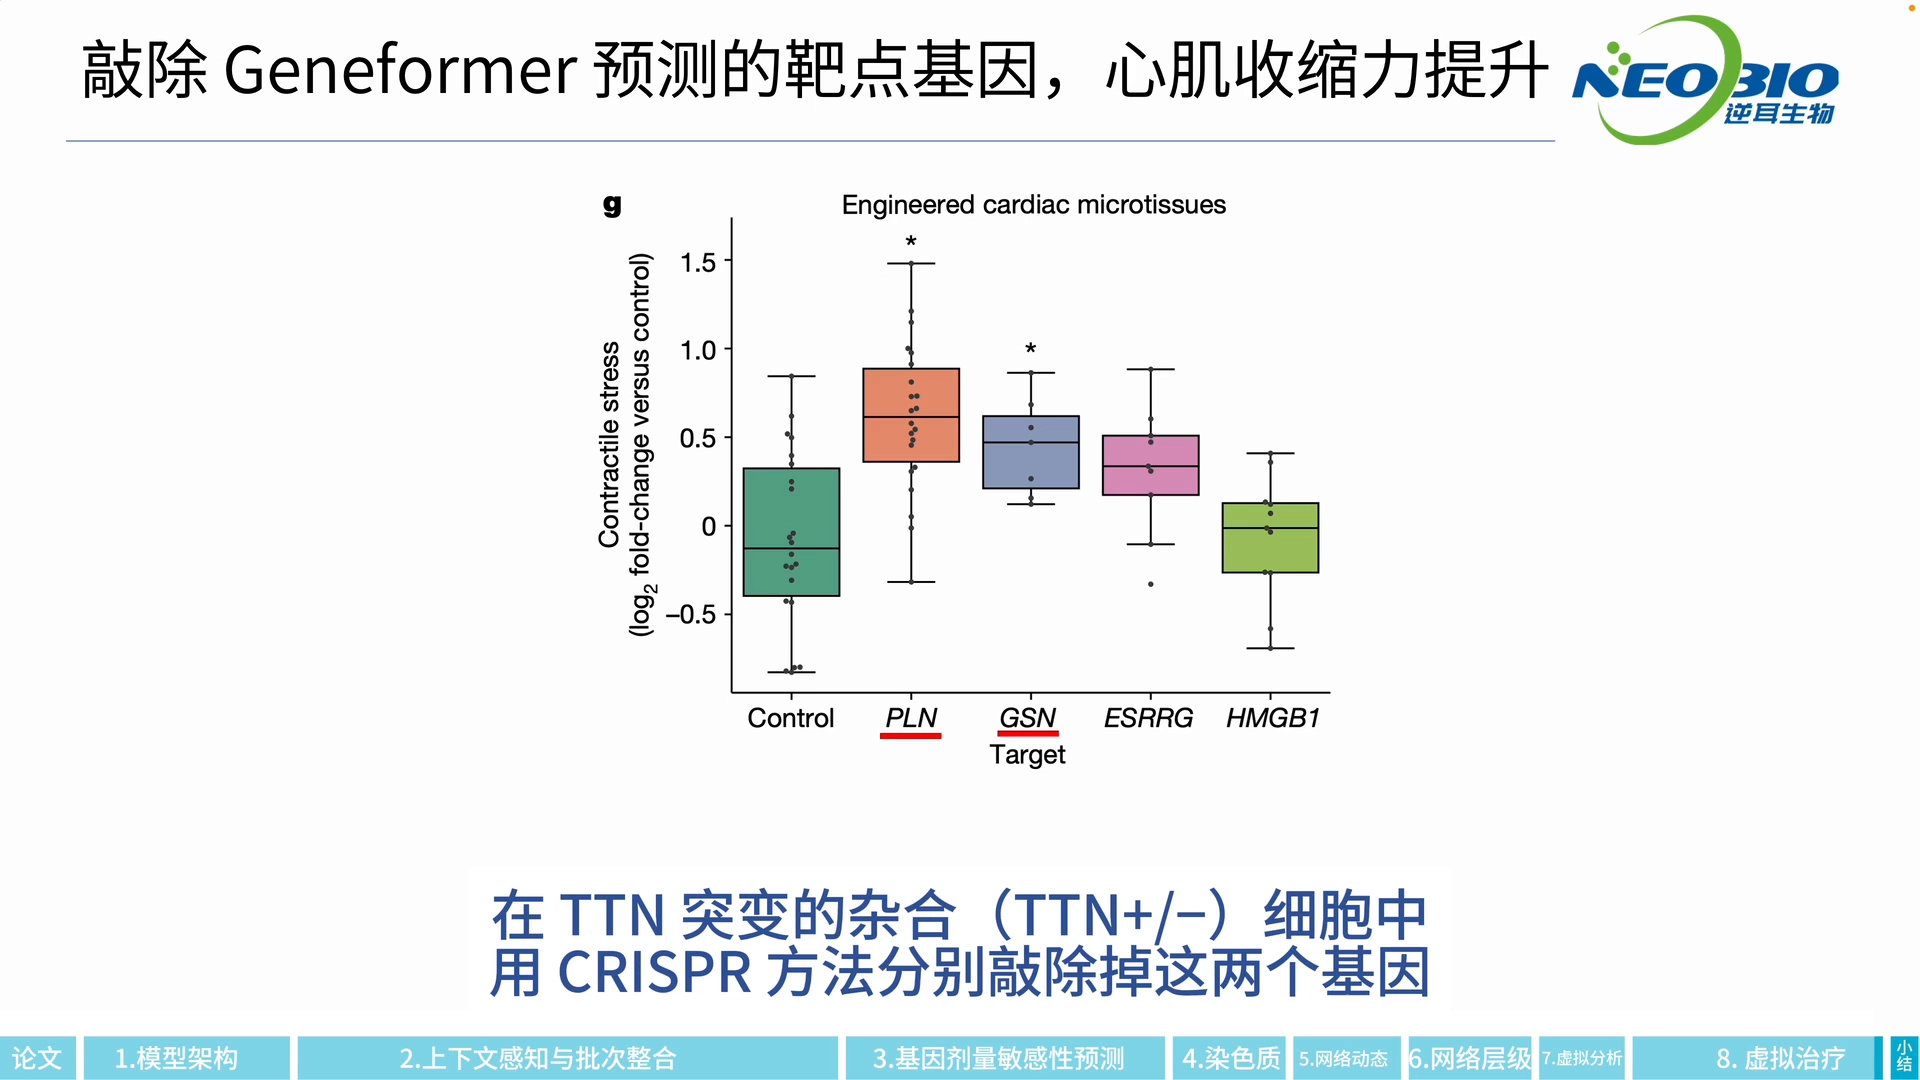 敲除 Geneformer 预测的靶点基因，心肌收缩力提升
NEOBIO
逆耳生物
g
Engineered cardiac microtissues
Contractile stress
(log2 fold-change versus control)
*
*
1.5
1.0
0.5
0
−0.5
Control PLN GSN ESRRG HMGB1
Target
在 TTN 突变的杂合（TTN+/−）细胞中
用 CRISPR 方法分别敲除掉这两个基因
论文 1.模型架构 2.上下文感知与批次整合 3.基因剂量敏感性预测 4.染色质 5.网络动态 6.网络层级 7.虚拟分析 8. 虚拟治疗 小结